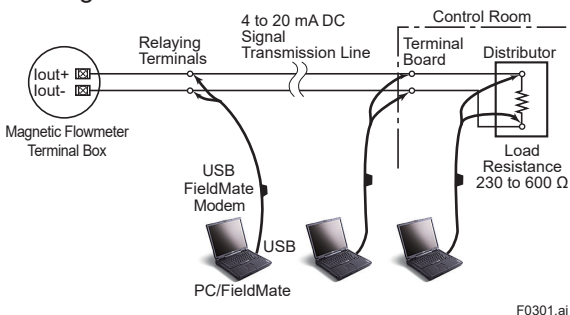 4 to 20 mA DC
Signal
Transmission Line
Control Room
Relaying
Terminals
Terminal
Board
Distributor
Iout+
Iout-
Magnetic Flowmeter
Terminal Box
Load
Resistance
230 to 600 Ω
USB
FieldMate
Modem
USB
PC/FieldMate
F0301.ai